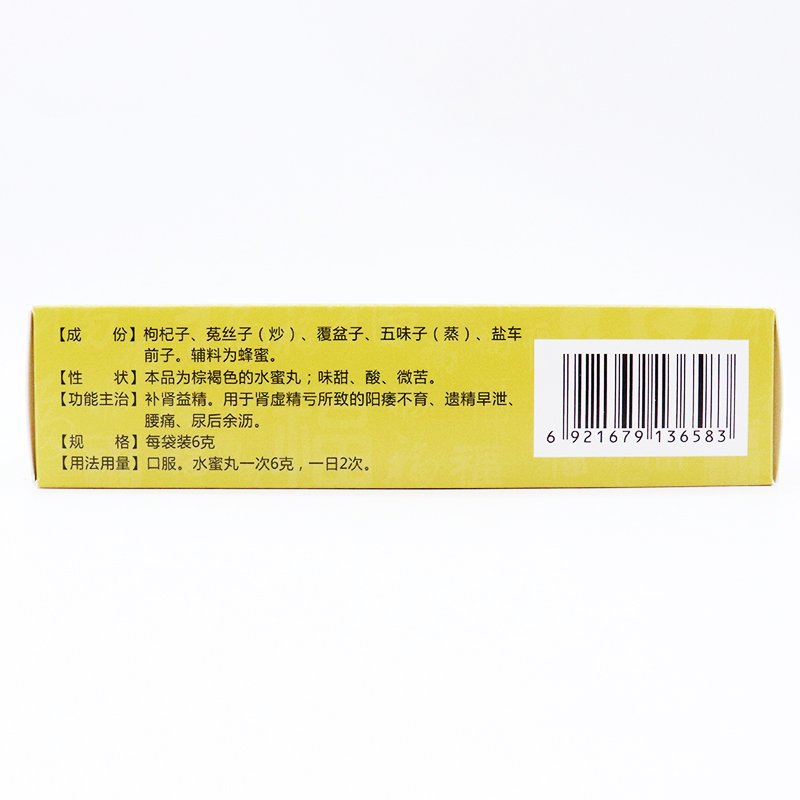 【成　份】枸杞子、菟丝子（炒）、覆盆子、五味子（蒸）、盐车
前子。辅料为蜂蜜。
【性　状】本品为棕褐色的水蜜丸；味甜、酸、微苦。
【功能主治】补肾益精。用于肾虚精亏所致的阳痿不育、遗精早泄、
腰痛、尿后余沥。
【规　格】每袋装6克
【用法用量】口服。水蜜丸一次6克，一日2次。
6 921679 136583